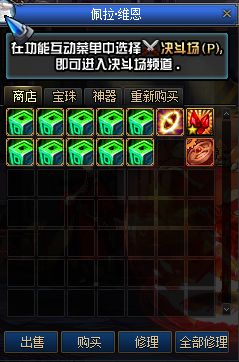 佩拉·维恩
在功能互动菜单中选择 决斗场(P),
即可进入决斗场频道.
商店 宝珠 神器 重新购买
出售 购买 修理 全部修理